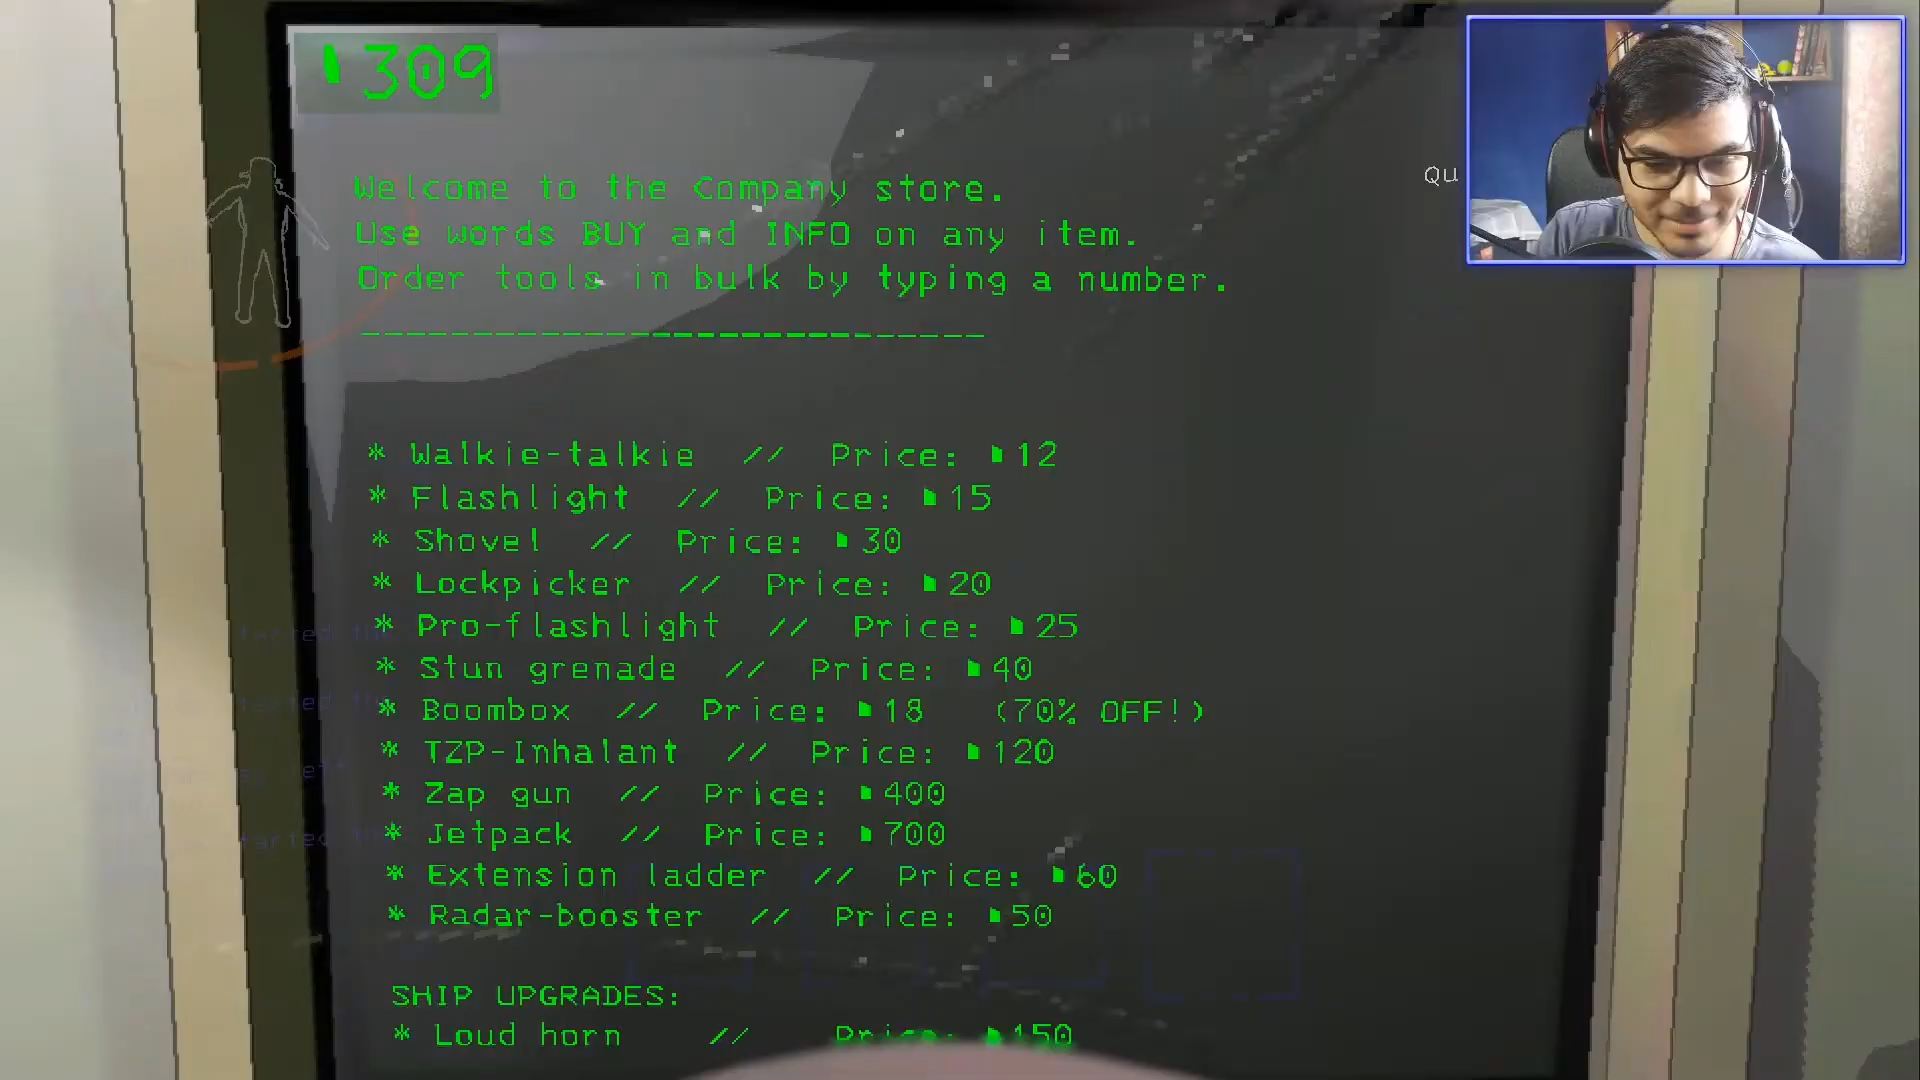 309
Qu
Welcome to the Company store.
Use words BUY and INFO on any item.
Order tools in bulk by typing a number.
----------------------------
* Walkie-talkie // Price: ▮12
* Flashlight // Price: ▮15
* Shovel // Price: ▮30
* Lockpicker // Price: ▮20
* Pro-flashlight // Price: ▮25
* Stun grenade // Price: ▮40
* Boombox // Price: ▮18 (70% OFF!)
* TZP-Inhalant // Price: ▮120
* Zap gun // Price: ▮400
* Jetpack // Price: ▮700
* Extension ladder // Price: ▮60
* Radar-booster // Price: ▮50
SHIP UPGRADES:
* Loud horn // Price: ▮150